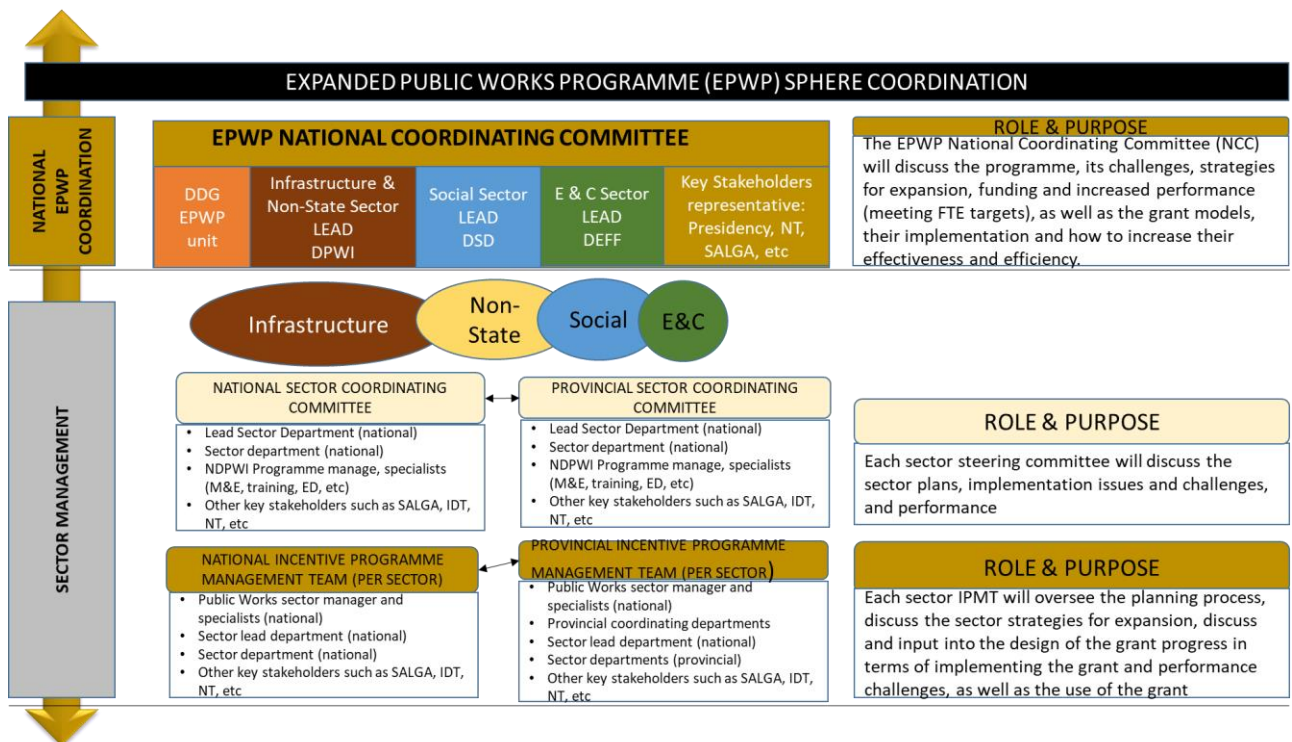 EXPANDED PUBLIC WORKS PROGRAMME (EPWP) SPHERE COORDINATION
NATIONAL
EPWP
COORDINATION
EPWP NATIONAL COORDINATING COMMITTEE
DDG
EPWP
unit
Infrastructure &
Non-State Sector
LEAD
DPWI
Social Sector
LEAD
DSD
E & C Sector
LEAD
DEFF
Key Stakeholders
representative:
Presidency, NT,
SALGA, etc
ROLE & PURPOSE
The EPWP National Coordinating Committee (NCC)
will discuss the programme, its challenges, strategies
for expansion, funding and increased performance
(meeting FTE targets), as well as the grant models,
their implementation and how to increase their
effectiveness and efficiency.
SECTOR MANAGEMENT
Infrastructure
Non-
State
Social
E&C
NATIONAL SECTOR COORDINATING
COMMITTEE
• Lead Sector Department (national)
• Sector department (national)
• NDPWI Programme manage, specialists
(M&E, training, ED, etc)
• Other key stakeholders such as SALGA, IDT,
NT, etc
PROVINCIAL SECTOR COORDINATING
COMMITTEE
• Lead Sector Department (national)
• Sector department (national)
• NDPWI Programme manage, specialists
(M&E, training, ED, etc)
• Other key stakeholders such as SALGA, IDT,
NT, etc
ROLE & PURPOSE
Each sector steering committee will discuss the
sector plans, implementation issues and challenges,
and performance
NATIONAL INCENTIVE PROGRAMME
MANAGEMENT TEAM (PER SECTOR)
• Public Works sector manager and
specialists (national)
• Sector lead department (national)
• Sector department (national)
• Other key stakeholders such as SALGA, IDT,
NT, etc
PROVINCIAL INCENTIVE PROGRAMME
MANAGEMENT TEAM (PER SECTOR)
• Public Works sector manager and
specialists (national)
• Provincial coordinating departments
• Sector lead department (national)
• Sector departments (provincial)
• Other key stakeholders such as SALGA, IDT,
NT, etc
ROLE & PURPOSE
Each sector IPMT will oversee the planning process,
discuss the sector strategies for expansion, discuss
and input into the design of the grant progress in
terms of implementing the grant and performance
challenges, as well as the use of the grant